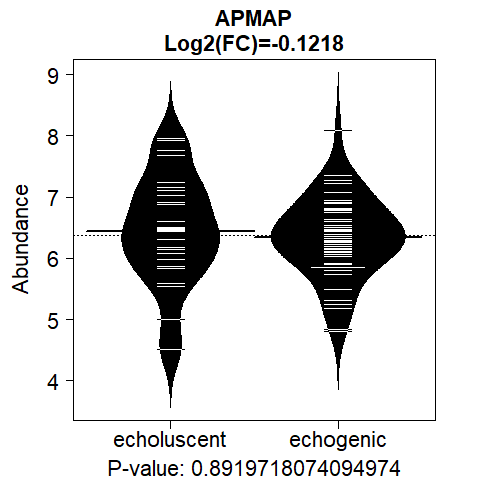 APMAP
Log2(FC)=-0.1218
9
8
7
6
5
4
Abundance
echoluscent echogenic
P-value: 0.8919718074094974